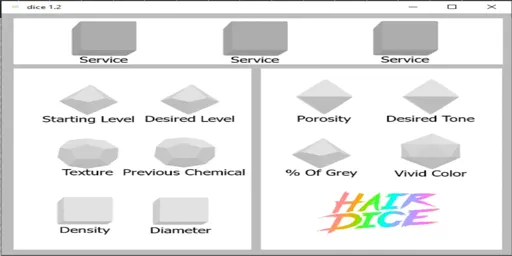 dice 1.2
Service Service Service
Starting Level Desired Level
Texture Previous Chemical
Density Diameter
Porosity Desired Tone
% Of Grey Vivid Color
HAIR
DICE